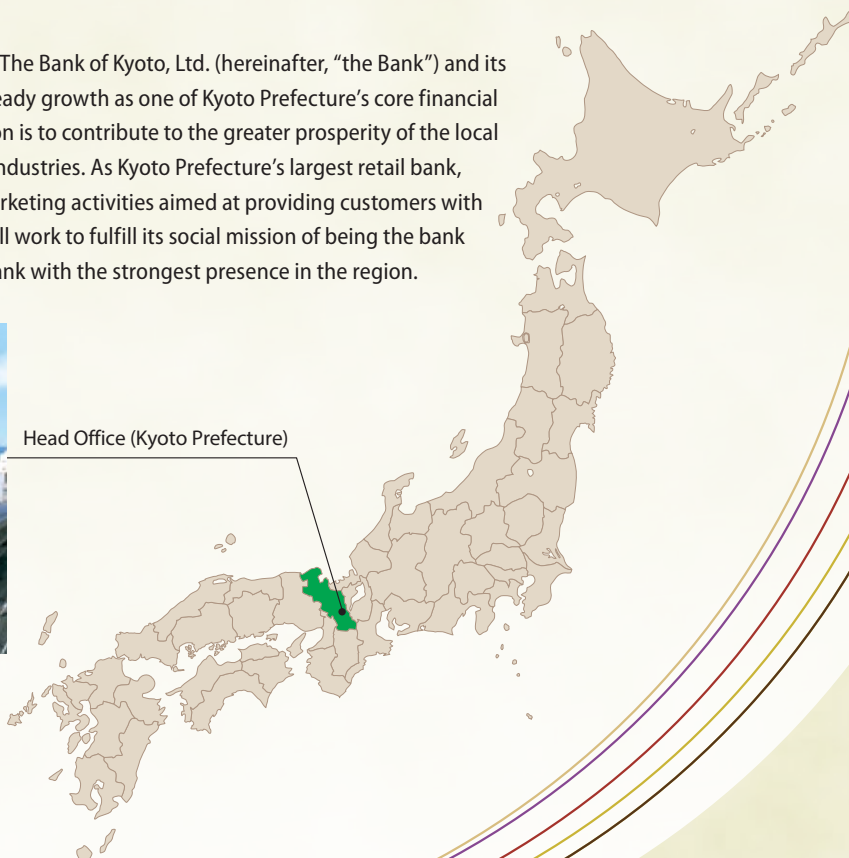 The Bank of Kyoto, Ltd. (hereinafter, “the Bank”) and its
eady growth as one of Kyoto Prefecture’s core financial
on is to contribute to the greater prosperity of the local
ndustries. As Kyoto Prefecture’s largest retail bank,
rketing activities aimed at providing customers with
ll work to fulfill its social mission of being the bank
ank with the strongest presence in the region.
Head Office (Kyoto Prefecture)